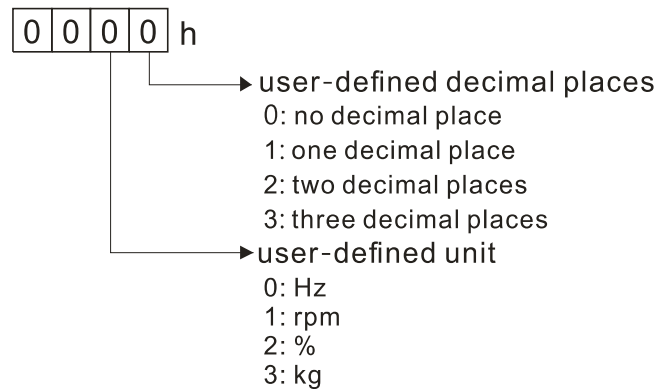 0 0 0 0 h
user-defined decimal places
0: no decimal place
1: one decimal place
2: two decimal places
3: three decimal places
user-defined unit
0: Hz
1: rpm
2: %
3: kg